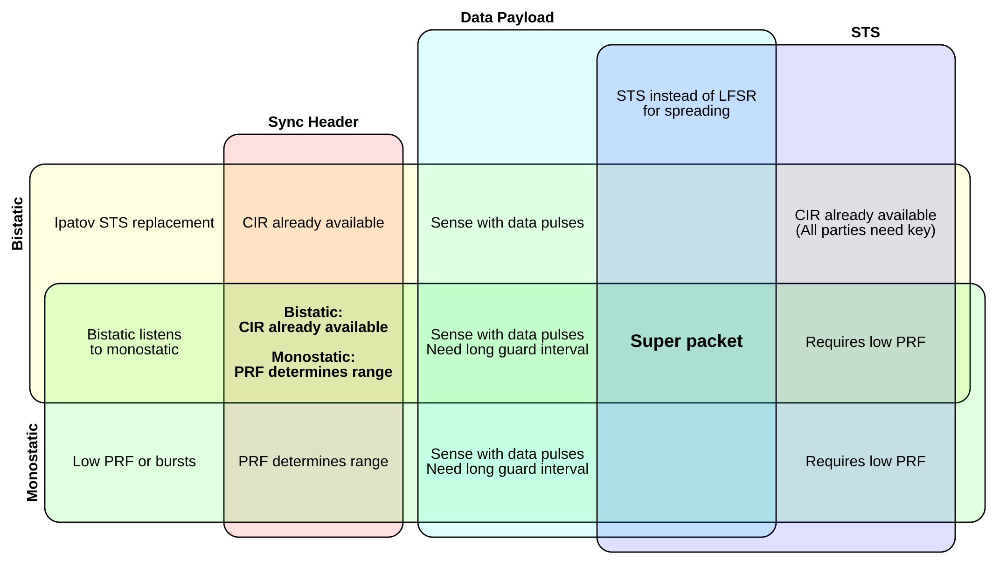 Data Payload
STS
STS instead of LFSR
for spreading
Sync Header
Bistatic
Ipatov STS replacement
CIR already available
Sense with data pulses
CIR already available
(All parties need key)
Bistatic listens
to monostatic
Bistatic:
CIR already available
Monostatic:
PRF determines range
Sense with data pulses
Need long guard interval
Super packet
Requires low PRF
Monostatic
Low PRF or bursts
PRF determines range
Sense with data pulses
Need long guard interval
Requires low PRF